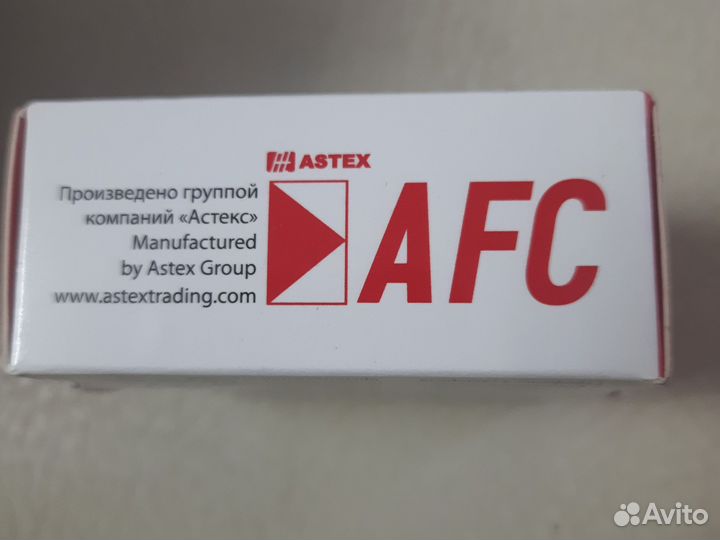 ASTEX
Произведено группой
компаний «Астекс»
Manufactured
by Astex Group
www.astextrading.com
AFC
Avito